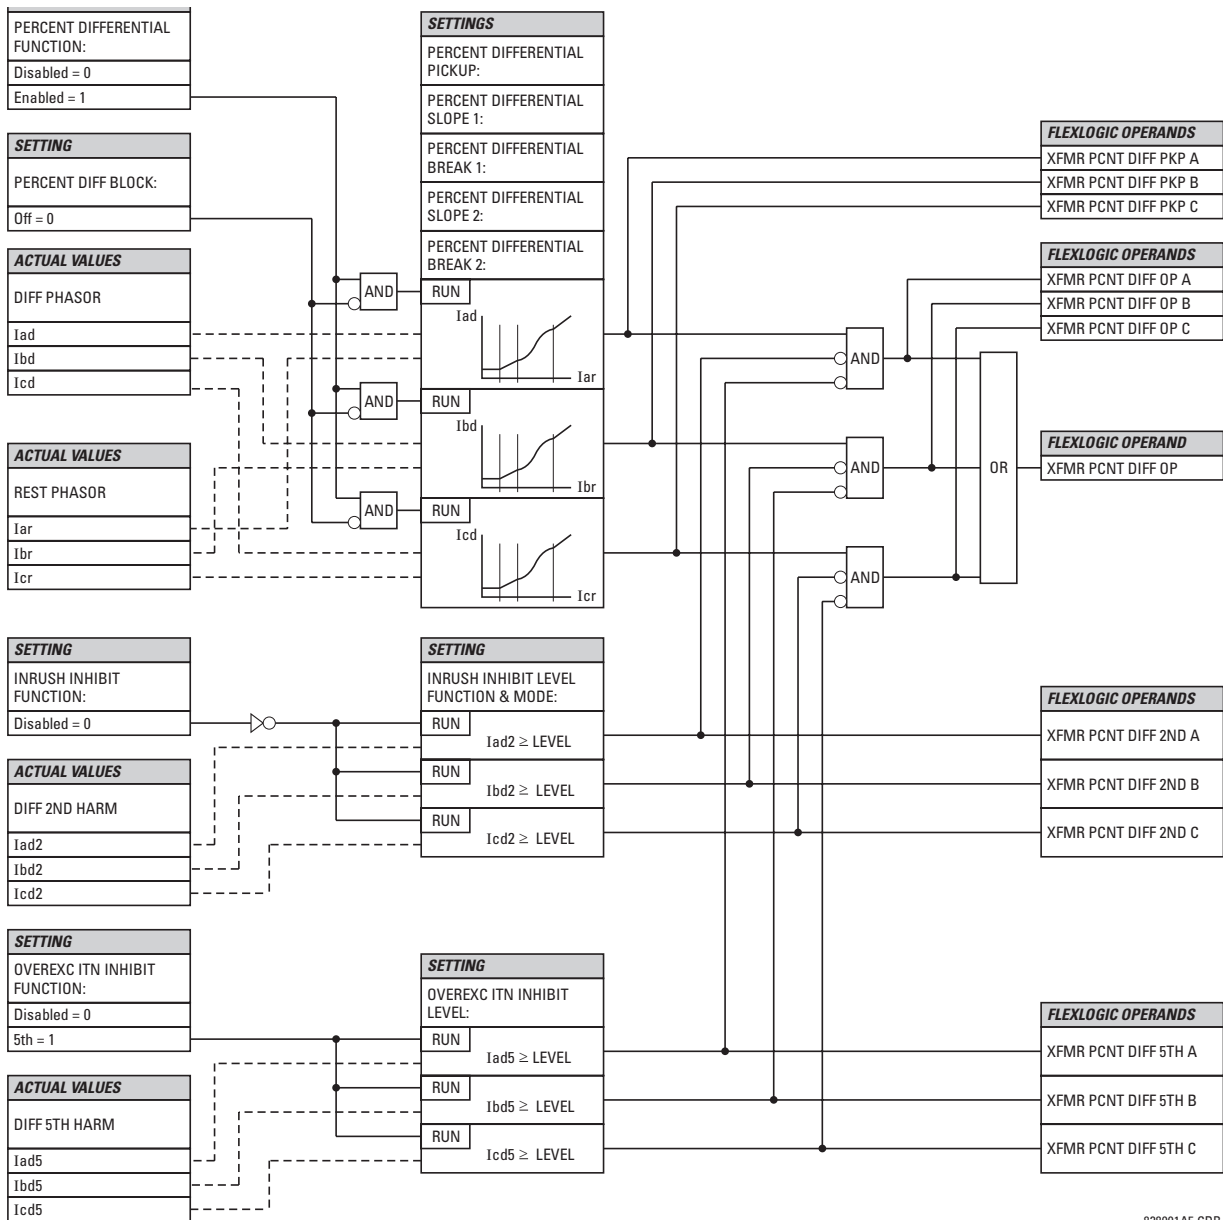 PERCENT DIFFERENTIAL
FUNCTION:
Disabled = 0
Enabled = 1
SETTING
PERCENT DIFF BLOCK:
Off = 0
ACTUAL VALUES
DIFF PHASOR
Iad
Ibd
Icd
ACTUAL VALUES
REST PHASOR
Iar
Ibr
Icr
SETTING
INRUSH INHIBIT
FUNCTION:
Disabled = 0
ACTUAL VALUES
DIFF 2ND HARM
Iad2
Ibd2
Icd2
SETTING
OVEREXC ITN INHIBIT
FUNCTION:
Disabled = 0
5th = 1
ACTUAL VALUES
DIFF 5TH HARM
Iad5
Ibd5
Icd5
AND
AND
AND
SETTINGS
PERCENT DIFFERENTIAL
PICKUP:
PERCENT DIFFERENTIAL
SLOPE 1:
PERCENT DIFFERENTIAL
BREAK 1:
PERCENT DIFFERENTIAL
SLOPE 2:
PERCENT DIFFERENTIAL
BREAK 2:
RUN
Iad
Iar
RUN
Ibd
Ibr
RUN
Icd
Icr
SETTING
INRUSH INHIBIT LEVEL
FUNCTION & MODE:
RUN
Iad2 ≥ LEVEL
RUN
Ibd2 ≥ LEVEL
RUN
Icd2 ≥ LEVEL
SETTING
OVEREXC ITN INHIBIT
LEVEL:
RUN
Iad5 ≥ LEVEL
RUN
Ibd5 ≥ LEVEL
RUN
Icd5 ≥ LEVEL
AND
AND
AND
OR
FLEXLOGIC OPERANDS
XFMR PCNT DIFF PKP A
XFMR PCNT DIFF PKP B
XFMR PCNT DIFF PKP C
FLEXLOGIC OPERANDS
XFMR PCNT DIFF OP A
XFMR PCNT DIFF OP B
XFMR PCNT DIFF OP C
FLEXLOGIC OPERAND
XFMR PCNT DIFF OP
FLEXLOGIC OPERANDS
XFMR PCNT DIFF 2ND A
XFMR PCNT DIFF 2ND B
XFMR PCNT DIFF 2ND C
FLEXLOGIC OPERANDS
XFMR PCNT DIFF 5TH A
XFMR PCNT DIFF 5TH B
XFMR PCNT DIFF 5TH C